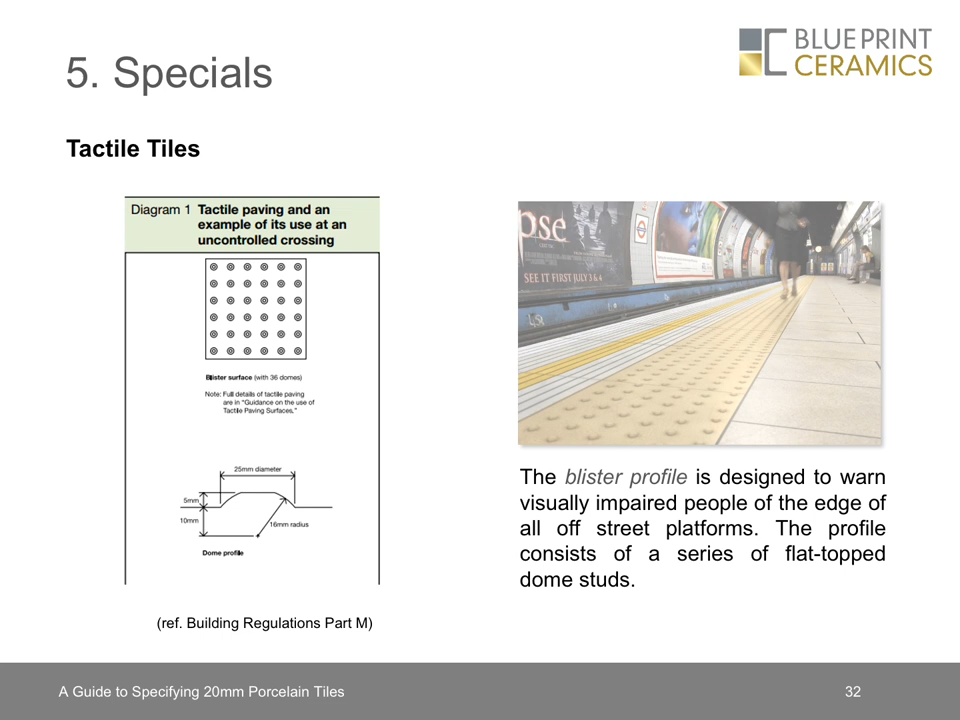 5. Specials
BLUEPRINT
CERAMICS
Tactile Tiles
Diagram 1 Tactile paving and an
example of its use at an
uncontrolled crossing
Blister surface (with 36 domes)
Note: Full details of tactile paving
are in "Guidance on the use of
Tactile Paving Surfaces."
25mm diameter
5mm
10mm
16mm radius
Dome profile
(ref. Building Regulations Part M)
pse
SEE IT FIRST JULY 3 & 4
The blister profile is designed to warn
visually impaired people of the edge of
all off street platforms. The profile
consists of a series of flat-topped
dome studs.
A Guide to Specifying 20mm Porcelain Tiles
32